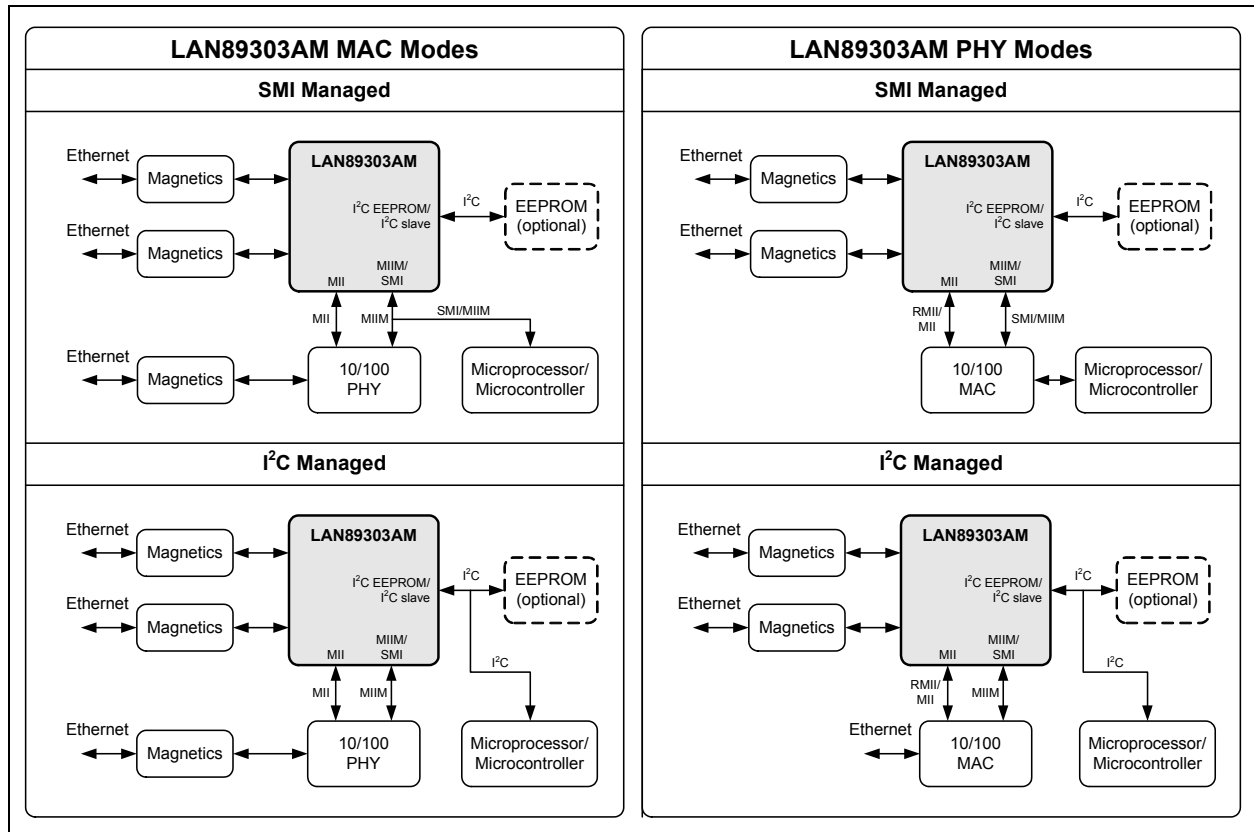 LAN89303AM MAC Modes
SMI Managed
Ethernet
Magnetics
LAN89303AM
I²C EEPROM/
I²C slave
I²C
EEPROM
(optional)
Ethernet
Magnetics
MII
MIIM/
SMI
MII
MIIM
SMI/MIIM
Ethernet
Magnetics
10/100
PHY
Microprocessor/
Microcontroller
I²C Managed
Ethernet
Magnetics
LAN89303AM
I²C EEPROM/
I²C slave
I²C
EEPROM
(optional)
Ethernet
Magnetics
MII
MIIM/
SMI
MII
MIIM
I²C
Ethernet
Magnetics
10/100
PHY
Microprocessor/
Microcontroller
LAN89303AM PHY Modes
SMI Managed
Ethernet
Magnetics
LAN89303AM
I²C EEPROM/
I²C slave
I²C
EEPROM
(optional)
Ethernet
Magnetics
MII
MIIM/
SMI
RMII/
MII
SMI/MIIM
10/100
MAC
Microprocessor/
Microcontroller
I²C Managed
Ethernet
Magnetics
LAN89303AM
I²C EEPROM/
I²C slave
I²C
EEPROM
(optional)
Ethernet
Magnetics
MII
MIIM/
SMI
RMII/
MII
MIIM
I²C
Ethernet
10/100
MAC
Microprocessor/
Microcontroller